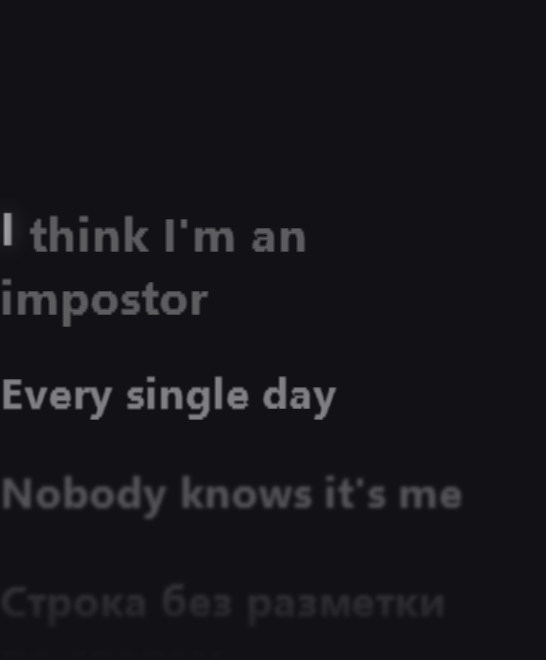 I think I'm an
impostor
Every single day
Nobody knows it's me
Строка без разметки